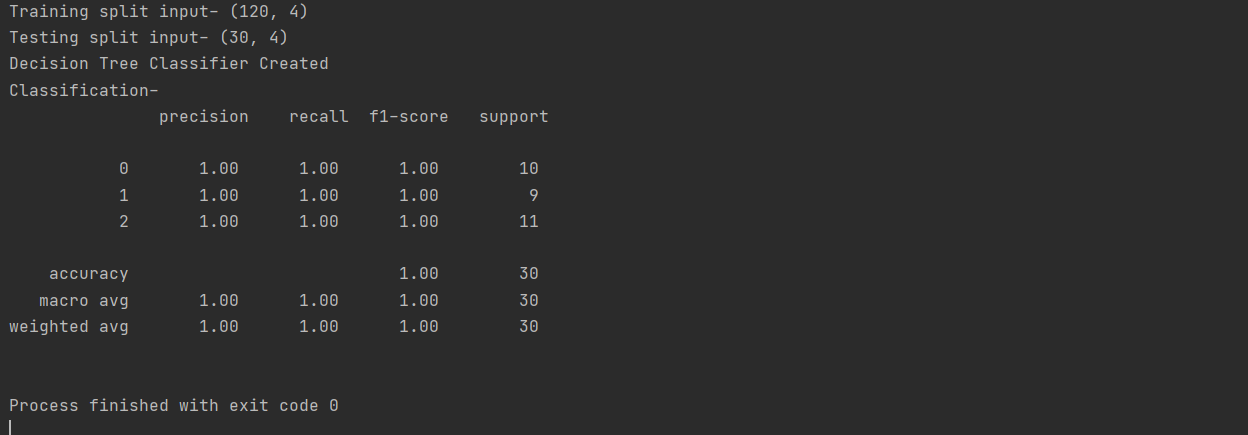 Training split input- (120, 4)
Testing split input- (30, 4)
Decision Tree Classifier Created
Classification-
precision recall f1-score support
0 1.00 1.00 1.00 10
1 1.00 1.00 1.00 9
2 1.00 1.00 1.00 11
accuracy 1.00 30
macro avg 1.00 1.00 1.00 30
weighted avg 1.00 1.00 1.00 30
Process finished with exit code 0